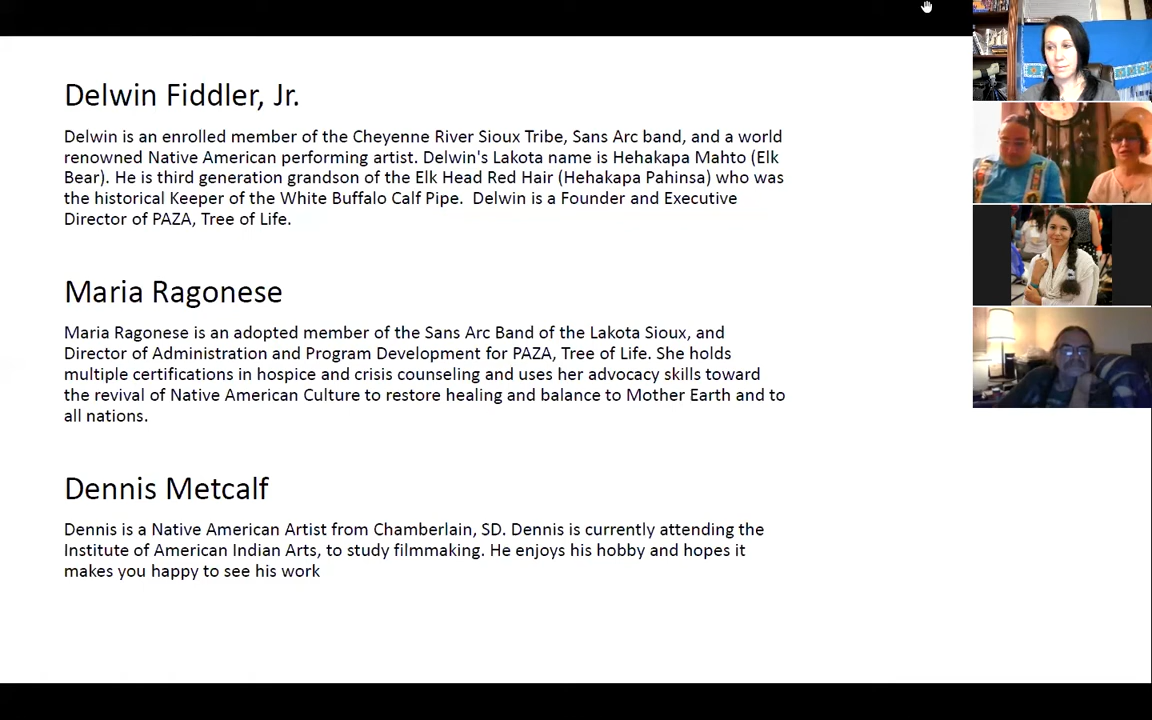 Delwin Fiddler, Jr.
Delwin is an enrolled member of the Cheyenne River Sioux Tribe, Sans Arc band, and a world
renowned Native American performing artist. Delwin's Lakota name is Hehakapa Mahto (Elk
Bear). He is third generation grandson of the Elk Head Red Hair (Hehakapa Pahinsa) who was
the historical Keeper of the White Buffalo Calf Pipe.  Delwin is a Founder and Executive
Director of PAZA, Tree of Life.
Maria Ragonese
Maria Ragonese is an adopted member of the Sans Arc Band of the Lakota Sioux, and
Director of Administration and Program Development for PAZA, Tree of Life. She holds
multiple certifications in hospice and crisis counseling and uses her advocacy skills toward
the revival of Native American Culture to restore healing and balance to Mother Earth and to
all nations.
Dennis Metcalf
Dennis is a Native American Artist from Chamberlain, SD. Dennis is currently attending the
Institute of American Indian Arts, to study filmmaking. He enjoys his hobby and hopes it
makes you happy to see his work